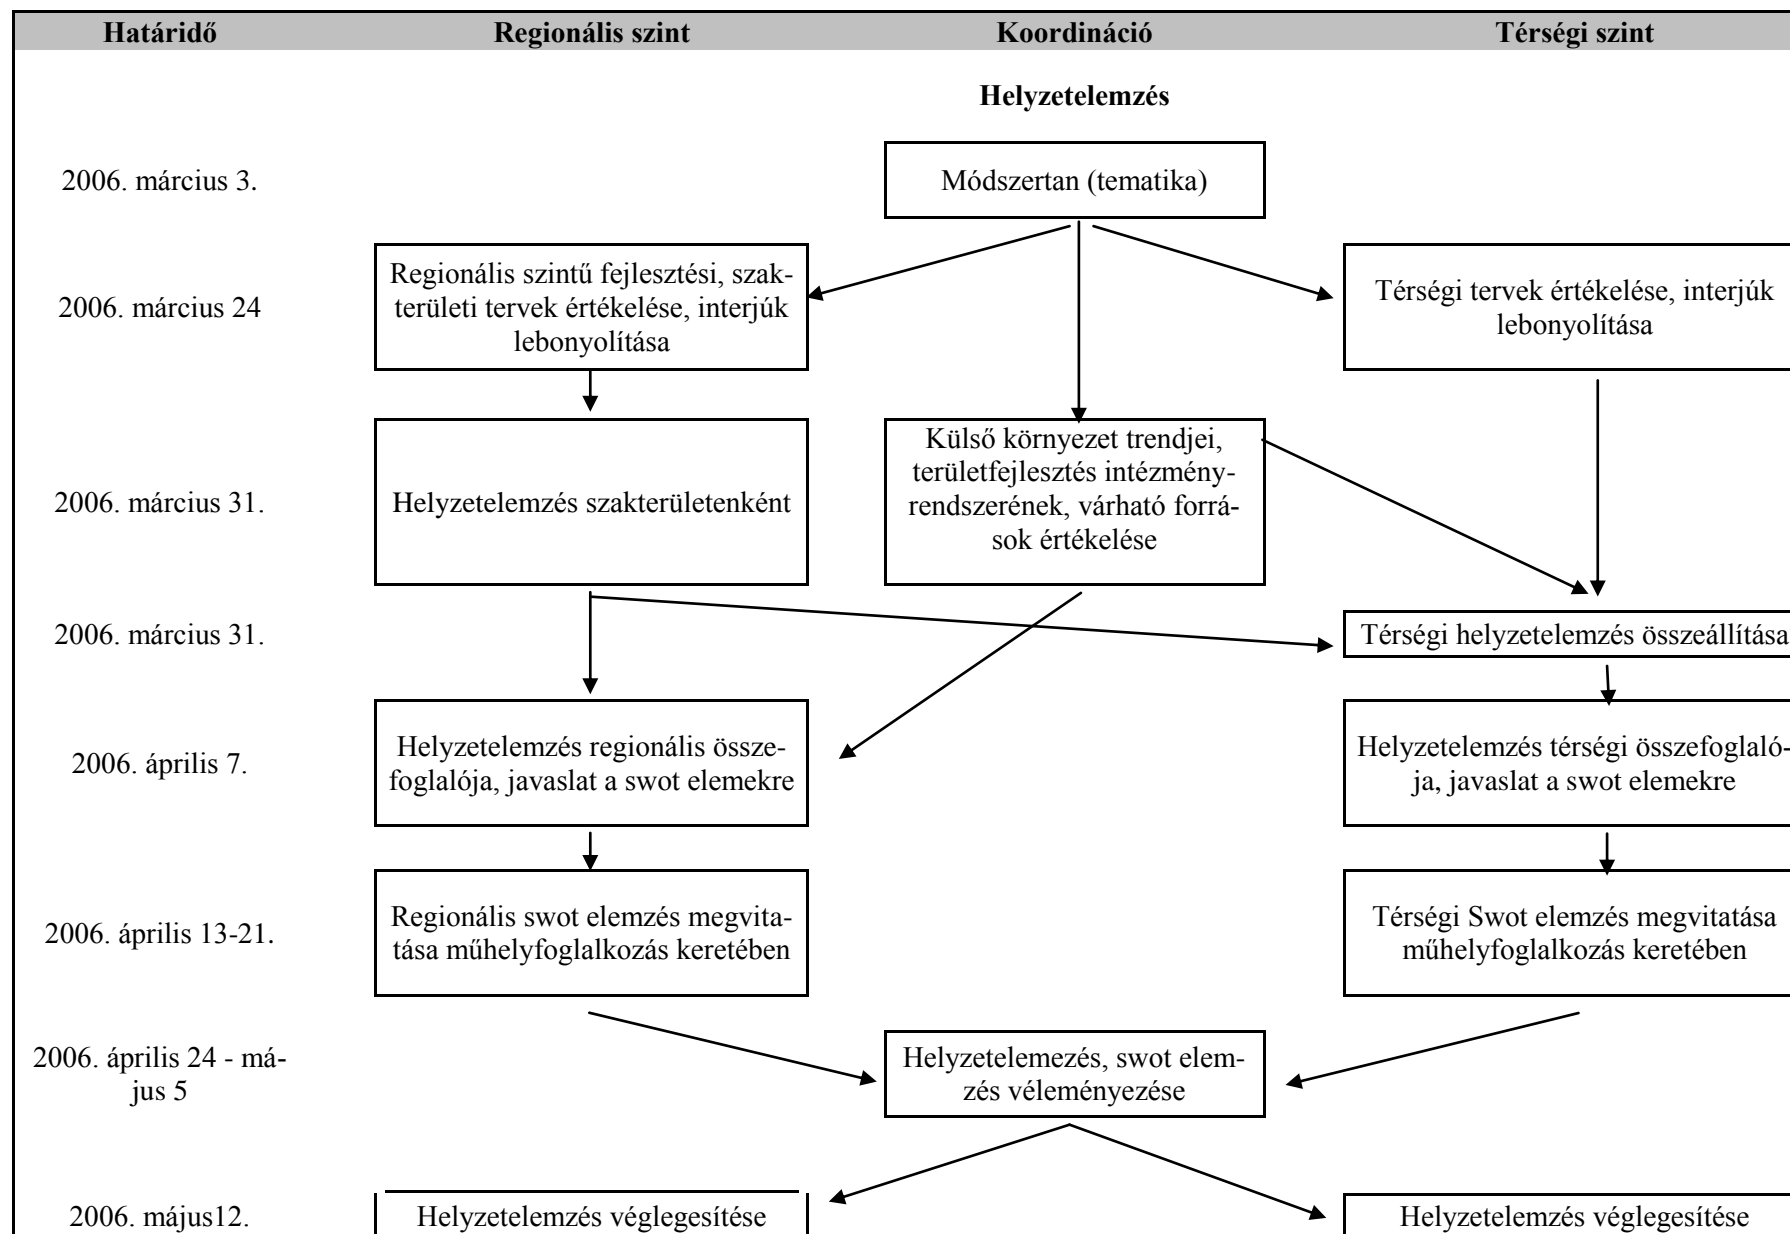 Határidő Regionális szint Koordináció Térségi szint
Helyzetelemzés
2006. március 3.
Módszertan (tematika)
2006. március 24
Regionális szintű fejlesztési, szak-
területi tervek értékelése, interjúk
lebonyolítása
Térségi tervek értékelése, interjúk
lebonyolítása
2006. március 31.
Helyzetelemzés szakterületenként
Külső környezet trendjei,
területfejlesztés intézmény-
rendszerének, várható forrá-
sok értékelése
2006. március 31.
Térségi helyzetelemzés összeállítása
2006. április 7.
Helyzetelemzés regionális össze-
foglalója, javaslat a swot elemekre
Helyzetelemzés térségi összefoglaló-
ja, javaslat a swot elemekre
2006. április 13-21.
Regionális swot elemzés megvita-
tása műhelyfoglalkozás keretében
Térségi Swot elemzés megvitatása
műhelyfoglalkozás keretében
2006. április 24 - má-
jus 5
Helyzetelemezés, swot elem-
zés véleményezése
2006. május12.
Helyzetelemzés véglegesítése
Helyzetelemzés véglegesítése